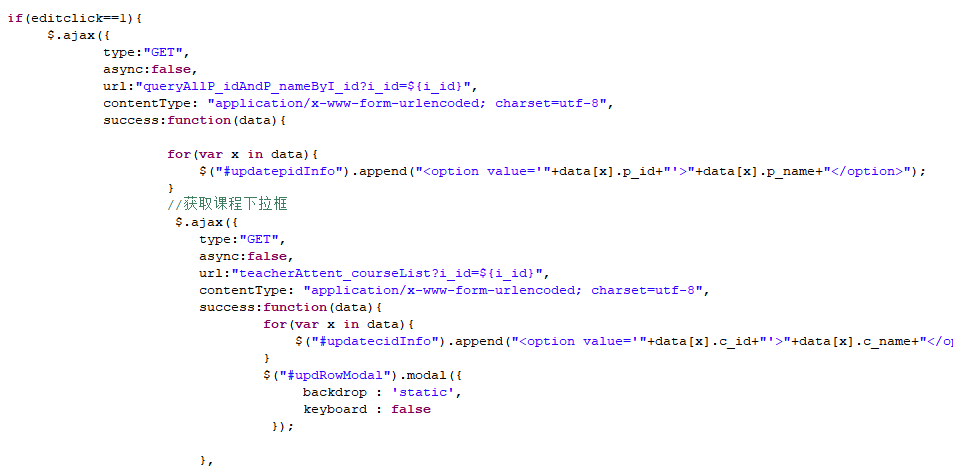 if(editclick==1){
$.ajax({
type:"GET",
async:false,
url:"queryAllP_idAndP_nameByI_id?i_id=${i_id}",
contentType: "application/x-www-form-urlencoded; charset=utf-8",
success:function(data){
for(var x in data){
$("#updatepidInfo").append("<option value='"+data[x].p_id+"'>"+data[x].p_name+"</option>");
}
//获取课程下拉框
$.ajax({
type:"GET",
async:false,
url:"teacherAttent_courseList?i_id=${i_id}",
contentType: "application/x-www-form-urlencoded; charset=utf-8",
success:function(data){
for(var x in data){
$("#updatecidInfo").append("<option value='"+data[x].c_id+"'>"+data[x].c_name+"</op
}
$("#updRowModal").modal({
backdrop : 'static',
keyboard : false
});
},